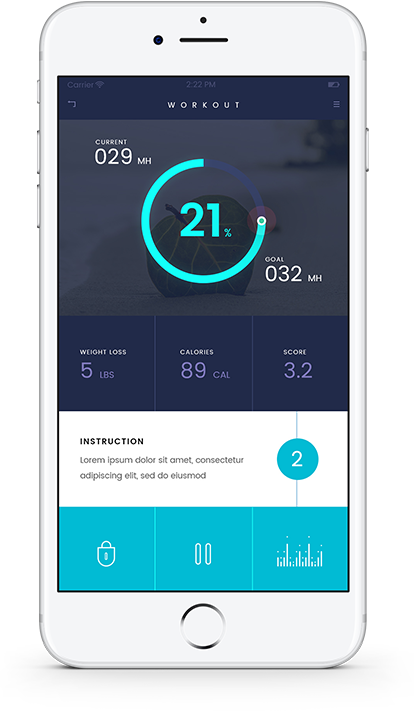 Carrier 2:22 PM
WORKOUT
CURRENT
029 MH
21 %
GOAL
032 MH
WEIGHT LOSS CALORIES SCORE
5 LBS 89 CAL 3.2
INSTRUCTION
Lorem ipsum dolor sit amet, consectetur
adipiscing elit, sed do eiusmod
2